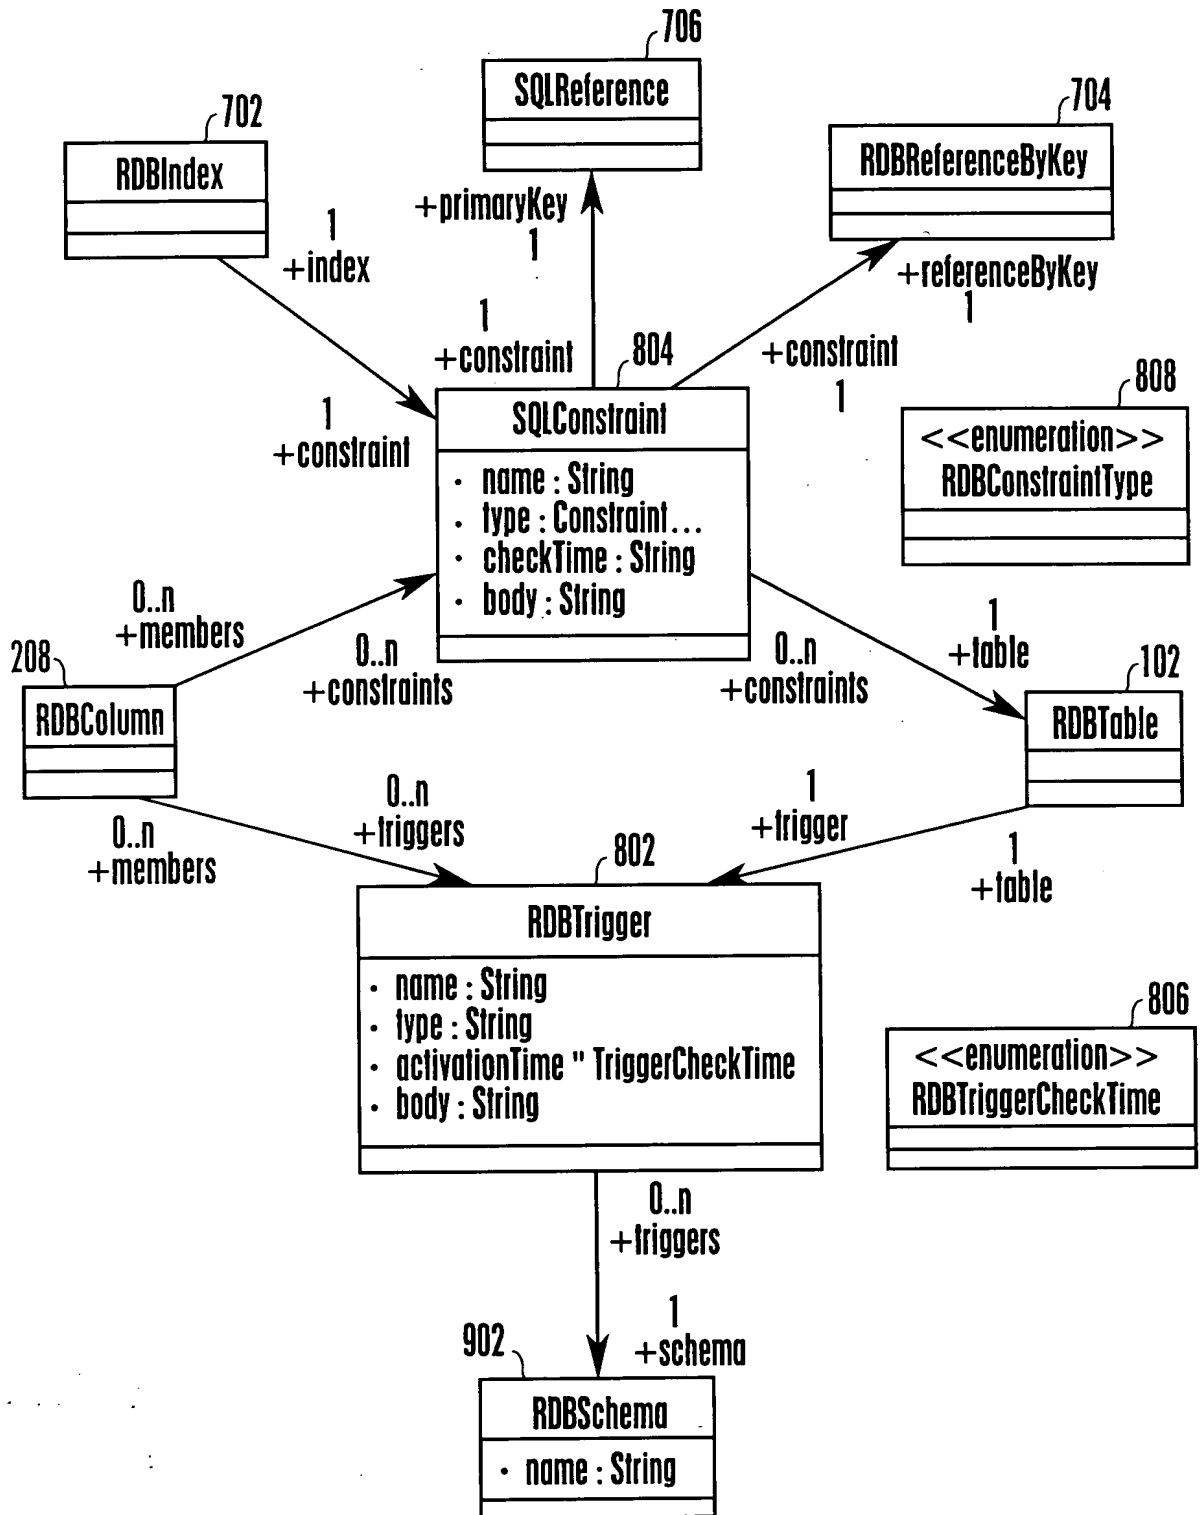 706
SQLReference
702
RDBIndex
704
RDBReferenceByKey
+primaryKey
1
1
+index
+referenceByKey
1
1
+constraint
804
+constraint
1
1
+constraint
SQLConstraint
· name : String
· type : Constraint...
· checkTime : String
· body : String
808
<<enumeration>>
RDBConstraintType
0..n
+members
0..n
+constraints
0..n
+constraints
1
+table
208
RDBColumn
102
RDBTable
0..n
+members
0..n
+triggers
1
+trigger
1
+table
802
RDBTrigger
· name : String
· type : String
· activationTime " TriggerCheckTime
· body : String
806
<<enumeration>>
RDBTriggerCheckTime
0..n
+triggers
1
+schema
902
RDBSchema
· name : String